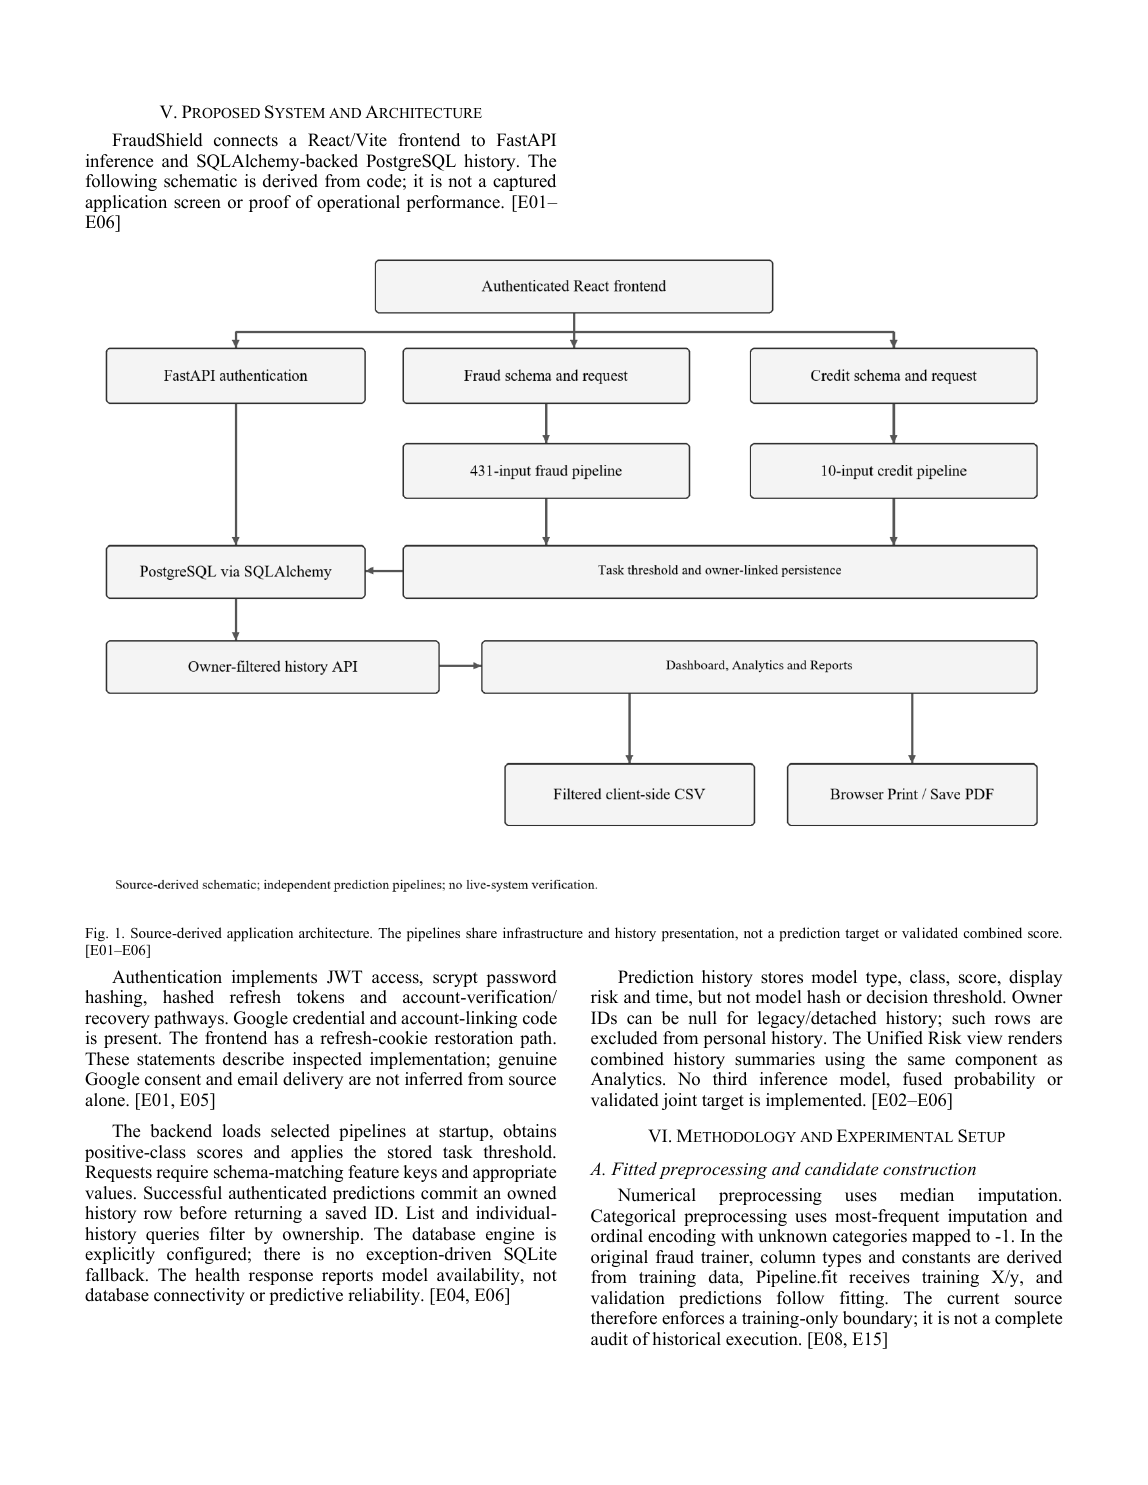 V. PROPOSED SYSTEM AND ARCHITECTURE
FraudShield connects a React/Vite frontend to FastAPI
inference and SQLAlchemy-backed PostgreSQL history. The
following schematic is derived from code; it is not a captured
application screen or proof of operational performance. [E01–
E06]
Authenticated React frontend
FastAPI authentication
Fraud schema and request
Credit schema and request
431-input fraud pipeline
10-input credit pipeline
PostgreSQL via SQLAlchemy
Task threshold and owner-linked persistence
Owner-filtered history API
Dashboard, Analytics and Reports
Filtered client-side CSV
Browser Print / Save PDF
Source-derived schematic; independent prediction pipelines; no live-system verification.
Fig. 1. Source-derived application architecture. The pipelines share infrastructure and history presentation, not a prediction target or validated combined score.
[E01–E06]
Authentication implements JWT access, scrypt password
hashing, hashed refresh tokens and account-verification/
recovery pathways. Google credential and account-linking code
is present. The frontend has a refresh-cookie restoration path.
These statements describe inspected implementation; genuine
Google consent and email delivery are not inferred from source
alone. [E01, E05]
The backend loads selected pipelines at startup, obtains
positive-class scores and applies the stored task threshold.
Requests require schema-matching feature keys and appropriate
values. Successful authenticated predictions commit an owned
history row before returning a saved ID. List and individual-
history queries filter by ownership. The database engine is
explicitly configured; there is no exception-driven SQLite
fallback. The health response reports model availability, not
database connectivity or predictive reliability. [E04, E06]
Prediction history stores model type, class, score, display
risk and time, but not model hash or decision threshold. Owner
IDs can be null for legacy/detached history; such rows are
excluded from personal history. The Unified Risk view renders
combined history summaries using the same component as
Analytics. No third inference model, fused probability or
validated joint target is implemented. [E02–E06]
VI. METHODOLOGY AND EXPERIMENTAL SETUP
A. Fitted preprocessing and candidate construction
Numerical preprocessing uses median imputation.
Categorical preprocessing uses most-frequent imputation and
ordinal encoding with unknown categories mapped to -1. In the
original fraud trainer, column types and constants are derived
from training data, Pipeline.fit receives training X/y, and
validation predictions follow fitting. The current source
therefore enforces a training-only boundary; it is not a complete
audit of historical execution. [E08, E15]